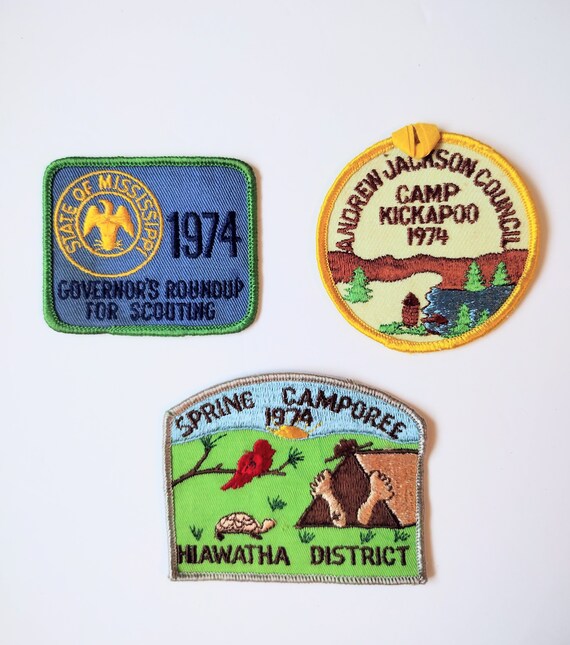 STATE OF MISSISSIPPI
1974
GOVERNOR'S ROUNDUP
FOR SCOUTING
ANDREW JACKSON COUNCIL
CAMP
KICKAPOO
1974
SPRING CAMPOREE
1974
HIAWATHA DISTRICT